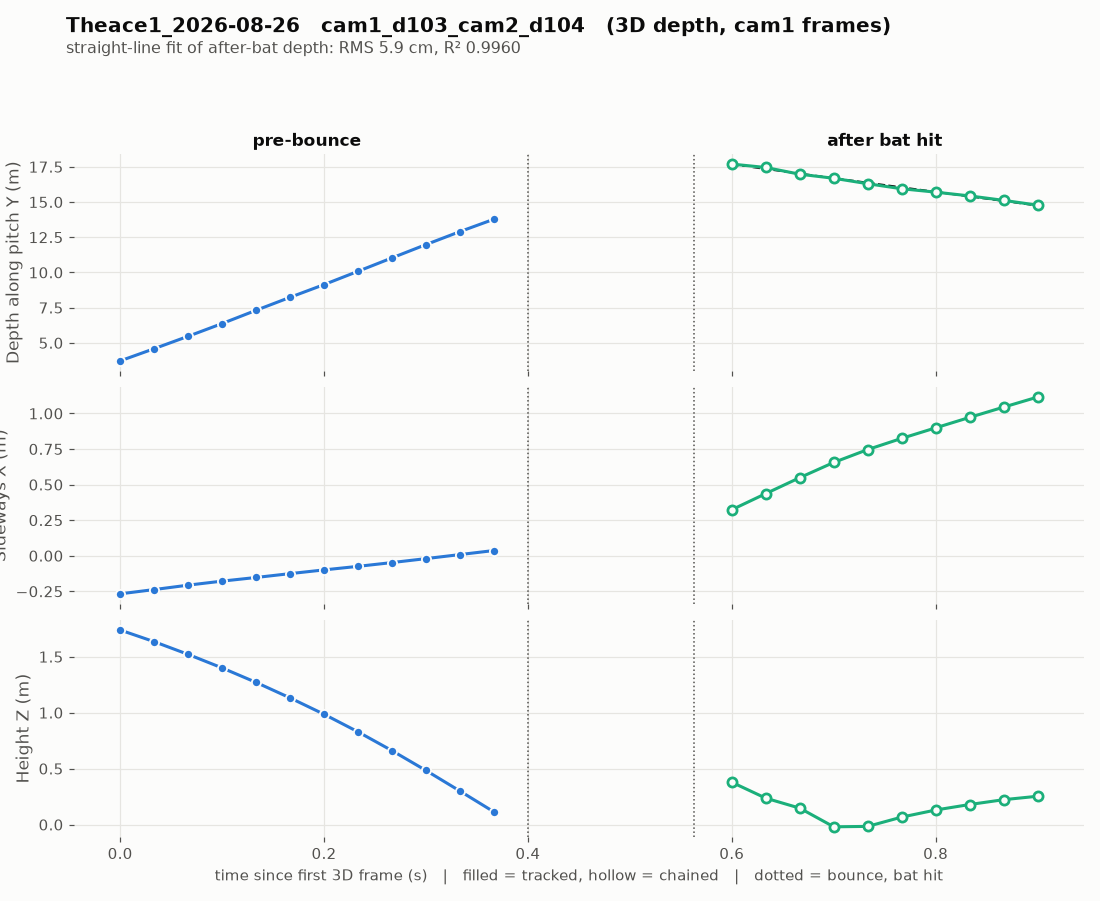 Theace1_2026-08-26   cam1_d103_cam2_d104   (3D depth, cam1 frames)
straight-line fit of after-bat depth: RMS 5.9 cm, R² 0.9960
pre-bounce
after bat hit
Depth along pitch Y (m)
17.5
15.0
12.5
10.0
7.5
5.0
Sideways X (m)
1.00
0.75
0.50
0.25
0.00
−0.25
Height Z (m)
1.5
1.0
0.5
0.0
0.0
0.2
0.4
0.6
0.8
time since first 3D frame (s)   |   filled = tracked, hollow = chained   |   dotted = bounce, bat hit